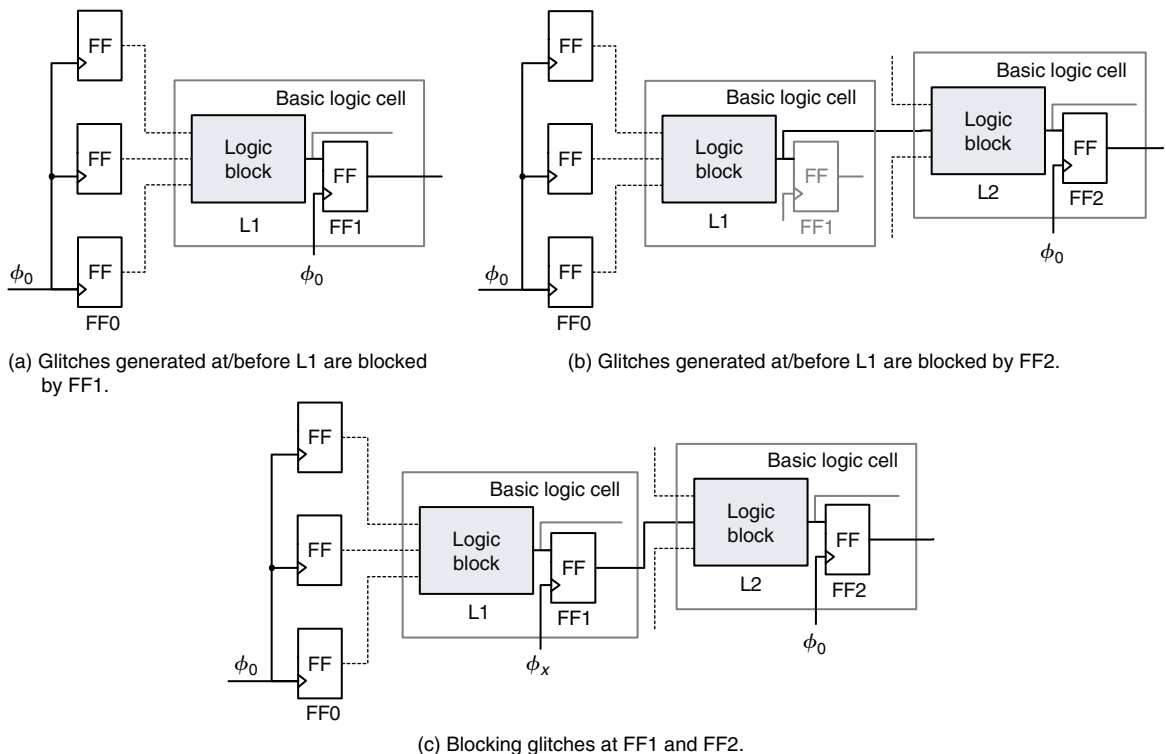 FF
Basic logic cell
FF
Logic
block
FF
L1
FF1
FF
ϕ0
ϕ0
FF0
(a) Glitches generated at/before L1 are blocked
by FF1.
FF
Basic logic cell
Basic logic cell
Logic
block
FF
L2
FF2
ϕ0
FF
Logic
block
FF
L1
FF1
FF
ϕ0
FF0
(b) Glitches generated at/before L1 are blocked by FF2.
FF
Basic logic cell
Basic logic cell
Logic
block
FF
L2
FF2
ϕ0
FF
Logic
block
FF
L1
FF1
ϕx
FF
ϕ0
FF0
(c) Blocking glitches at FF1 and FF2.